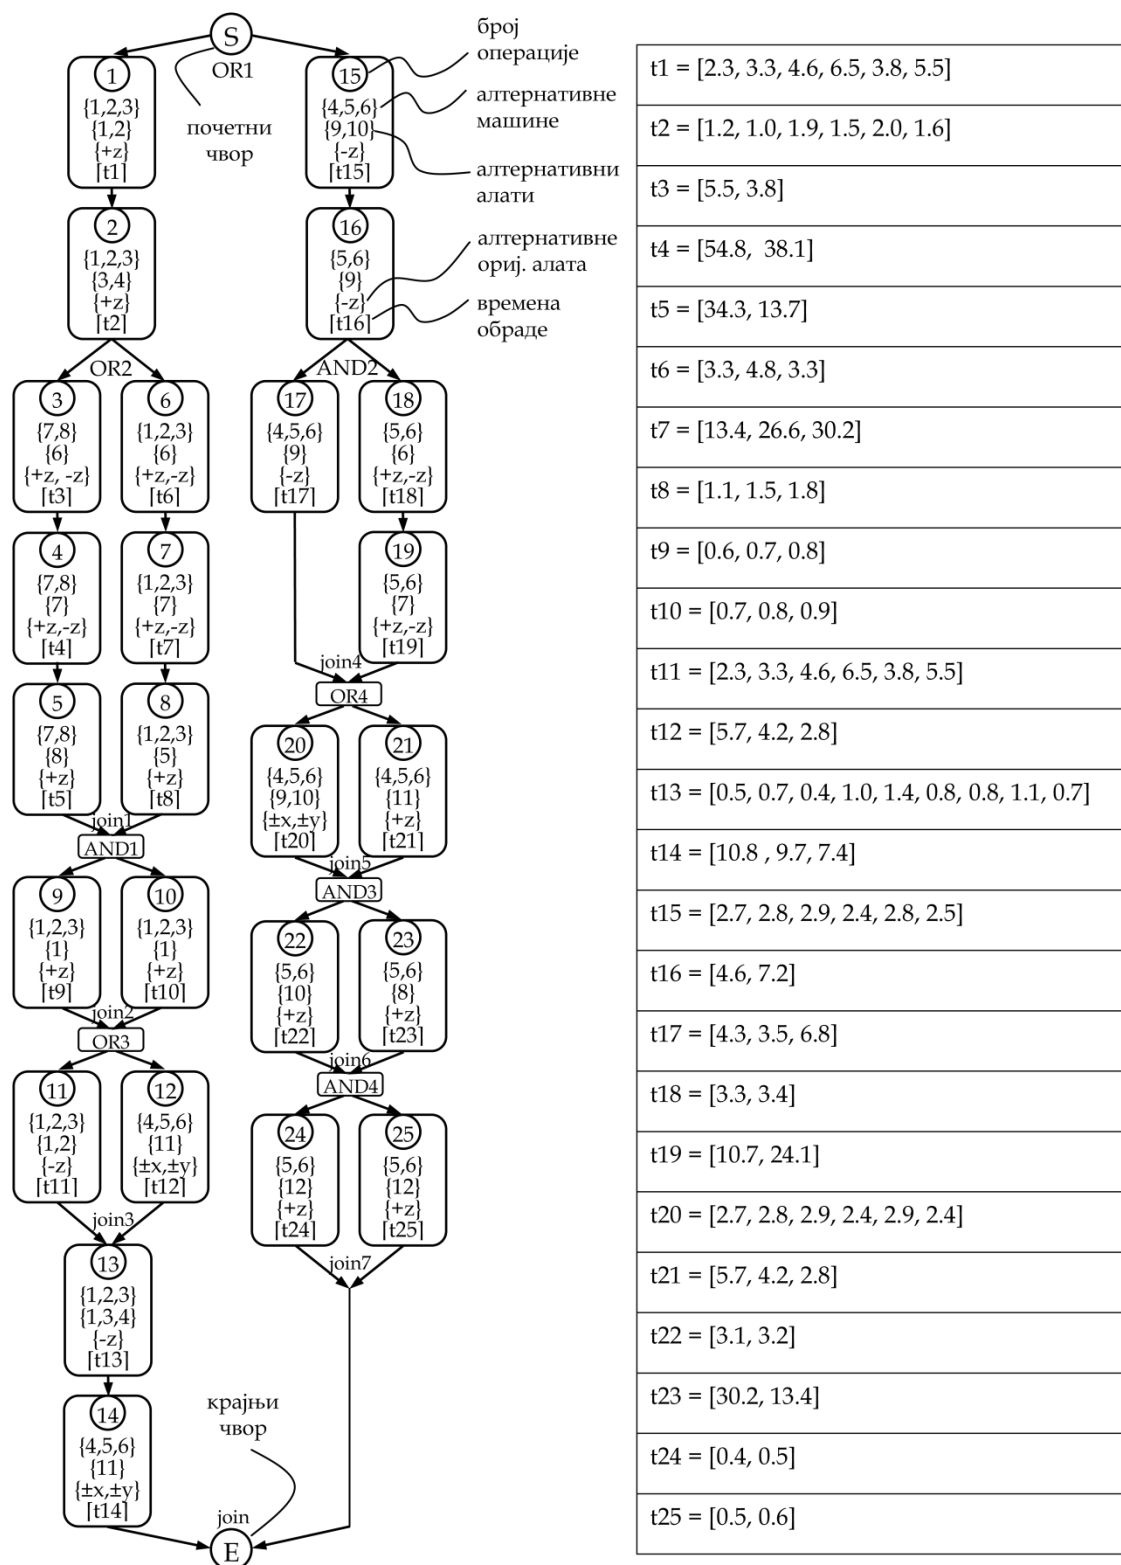 S
OR1
број
операције
алтернативне
машине
алтернативни
алати
алтернативне
ориј. алата
времена
обраде
почетни
чвор
1
{1,2,3}
{1,2}
{+z}
[t1]
15
{4,5,6}
{9,10}
{-z}
[t15]
2
{1,2,3}
{3,4}
{+z}
[t2]
16
{5,6}
{9}
{-z}
[t16]
OR2
AND2
3
{7,8}
{6}
{+z, -z}
[t3]
6
{1,2,3}
{6}
{+z,-z}
[t6]
17
{4,5,6}
{9}
{-z}
[t17]
18
{5,6}
{6}
{+z,-z}
[t18]
4
{7,8}
{7}
{+z,-z}
[t4]
7
{1,2,3}
{7}
{+z,-z}
[t7]
19
{5,6}
{7}
{+z,-z}
[t19]
join4
OR4
5
{7,8}
{8}
{+z}
[t5]
8
{1,2,3}
{5}
{+z}
[t8]
20
{4,5,6}
{9,10}
{±x,±y}
[t20]
21
{4,5,6}
{11}
{+z}
[t21]
join1
AND1
join5
AND3
9
{1,2,3}
{1}
{+z}
[t9]
10
{1,2,3}
{1}
{+z}
[t10]
22
{5,6}
{10}
{+z}
[t22]
23
{5,6}
{8}
{+z}
[t23]
join2
OR3
join6
AND4
11
{1,2,3}
{1,2}
{-z}
[t11]
12
{4,5,6}
{11}
{±x,±y}
[t12]
24
{5,6}
{12}
{+z}
[t24]
25
{5,6}
{12}
{+z}
[t25]
join3
join7
13
{1,2,3}
{1,3,4}
{-z}
[t13]
14
{4,5,6}
{11}
{±x,±y}
[t14]
крајњи
чвор
join
E
t1 = [2.3, 3.3, 4.6, 6.5, 3.8, 5.5]
t2 = [1.2, 1.0, 1.9, 1.5, 2.0, 1.6]
t3 = [5.5, 3.8]
t4 = [54.8, 38.1]
t5 = [34.3, 13.7]
t6 = [3.3, 4.8, 3.3]
t7 = [13.4, 26.6, 30.2]
t8 = [1.1, 1.5, 1.8]
t9 = [0.6, 0.7, 0.8]
t10 = [0.7, 0.8, 0.9]
t11 = [2.3, 3.3, 4.6, 6.5, 3.8, 5.5]
t12 = [5.7, 4.2, 2.8]
t13 = [0.5, 0.7, 0.4, 1.0, 1.4, 0.8, 0.8, 1.1, 0.7]
t14 = [10.8 , 9.7, 7.4]
t15 = [2.7, 2.8, 2.9, 2.4, 2.8, 2.5]
t16 = [4.6, 7.2]
t17 = [4.3, 3.5, 6.8]
t18 = [3.3, 3.4]
t19 = [10.7, 24.1]
t20 = [2.7, 2.8, 2.9, 2.4, 2.9, 2.4]
t21 = [5.7, 4.2, 2.8]
t22 = [3.1, 3.2]
t23 = [30.2, 13.4]
t24 = [0.4, 0.5]
t25 = [0.5, 0.6]